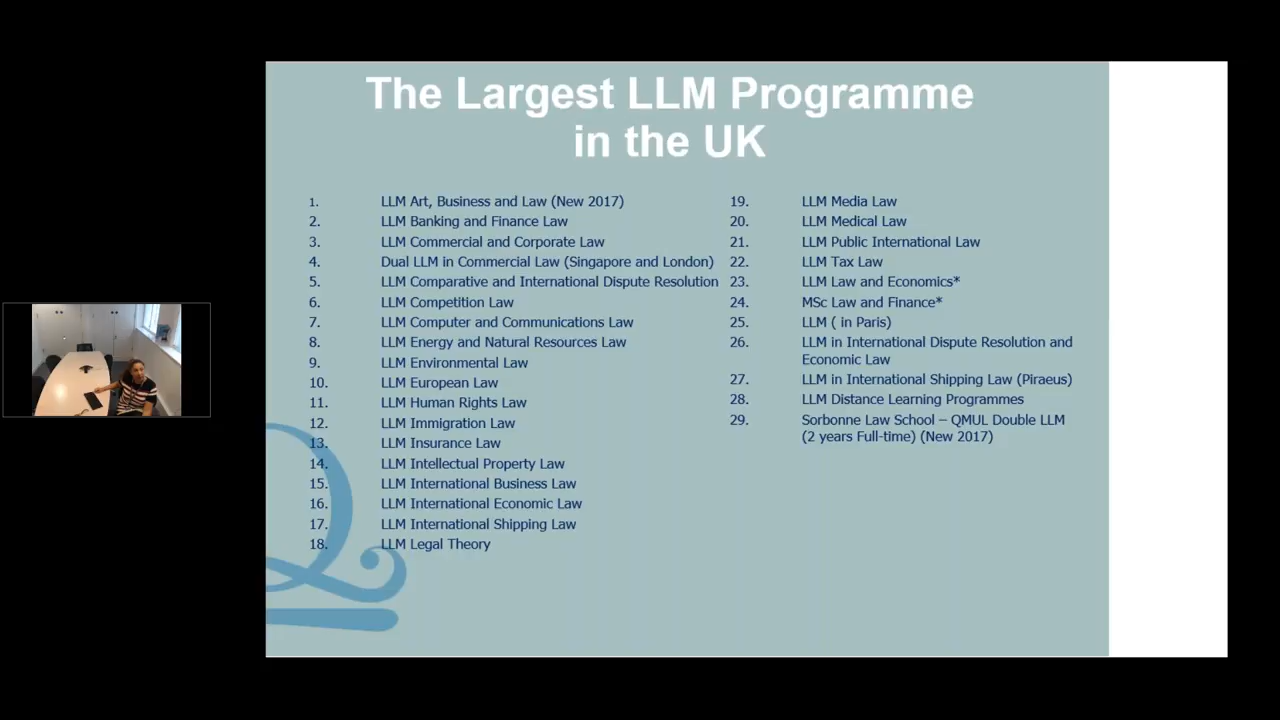 The Largest LLM Programme
in the UK
1. LLM Art, Business and Law (New 2017)
2. LLM Banking and Finance Law
3. LLM Commercial and Corporate Law
4. Dual LLM in Commercial Law (Singapore and London)
5. LLM Comparative and International Dispute Resolution
6. LLM Competition Law
7. LLM Computer and Communications Law
8. LLM Energy and Natural Resources Law
9. LLM Environmental Law
10. LLM European Law
11. LLM Human Rights Law
12. LLM Immigration Law
13. LLM Insurance Law
14. LLM Intellectual Property Law
15. LLM International Business Law
16. LLM International Economic Law
17. LLM International Shipping Law
18. LLM Legal Theory
19. LLM Media Law
20. LLM Medical Law
21. LLM Public International Law
22. LLM Tax Law
23. LLM Law and Economics*
24. MSc Law and Finance*
25. LLM ( in Paris)
26. LLM in International Dispute Resolution and
Economic Law
27. LLM in International Shipping Law (Piraeus)
28. LLM Distance Learning Programmes
29. Sorbonne Law School – QMUL Double LLM
(2 years Full-time) (New 2017)